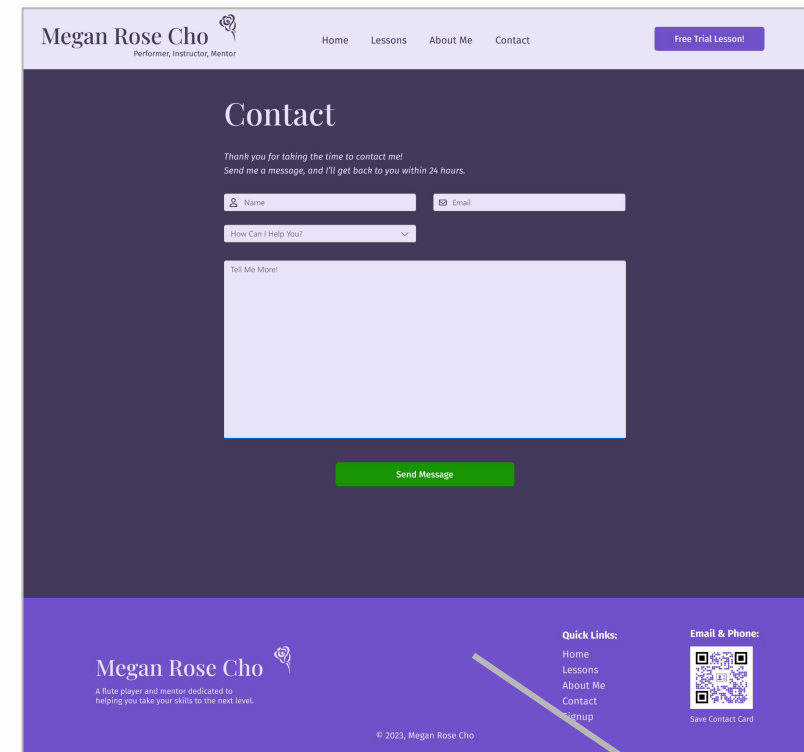 Megan Rose Cho
Performer, Instructor, Mentor
Home Lessons About Me Contact
Free Trial Lesson!
Contact
Thank you for taking the time to contact me!
Send me a message, and I'll get back to you within 24 hours.
Name
Email
How Can I Help You?
Tell Me More!
Send Message
Megan Rose Cho
A flute player and mentor dedicated to
helping you take your skills to the next level.
Quick Links:
Home
Lessons
About Me
Contact
Signup
Email & Phone:
Save Contact Card
© 2023, Megan Rose Cho